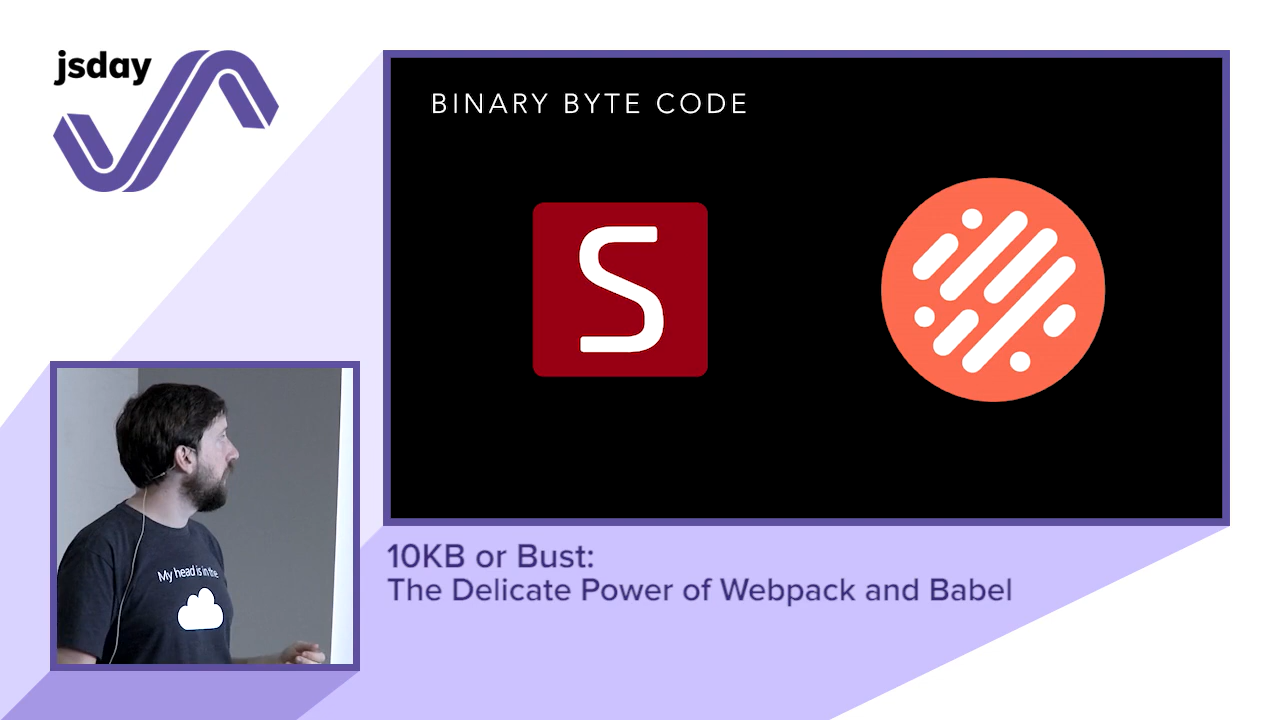 jsday
BINARY BYTE CODE
S
My head is in the
10KB or Bust:
The Delicate Power of Webpack and Babel